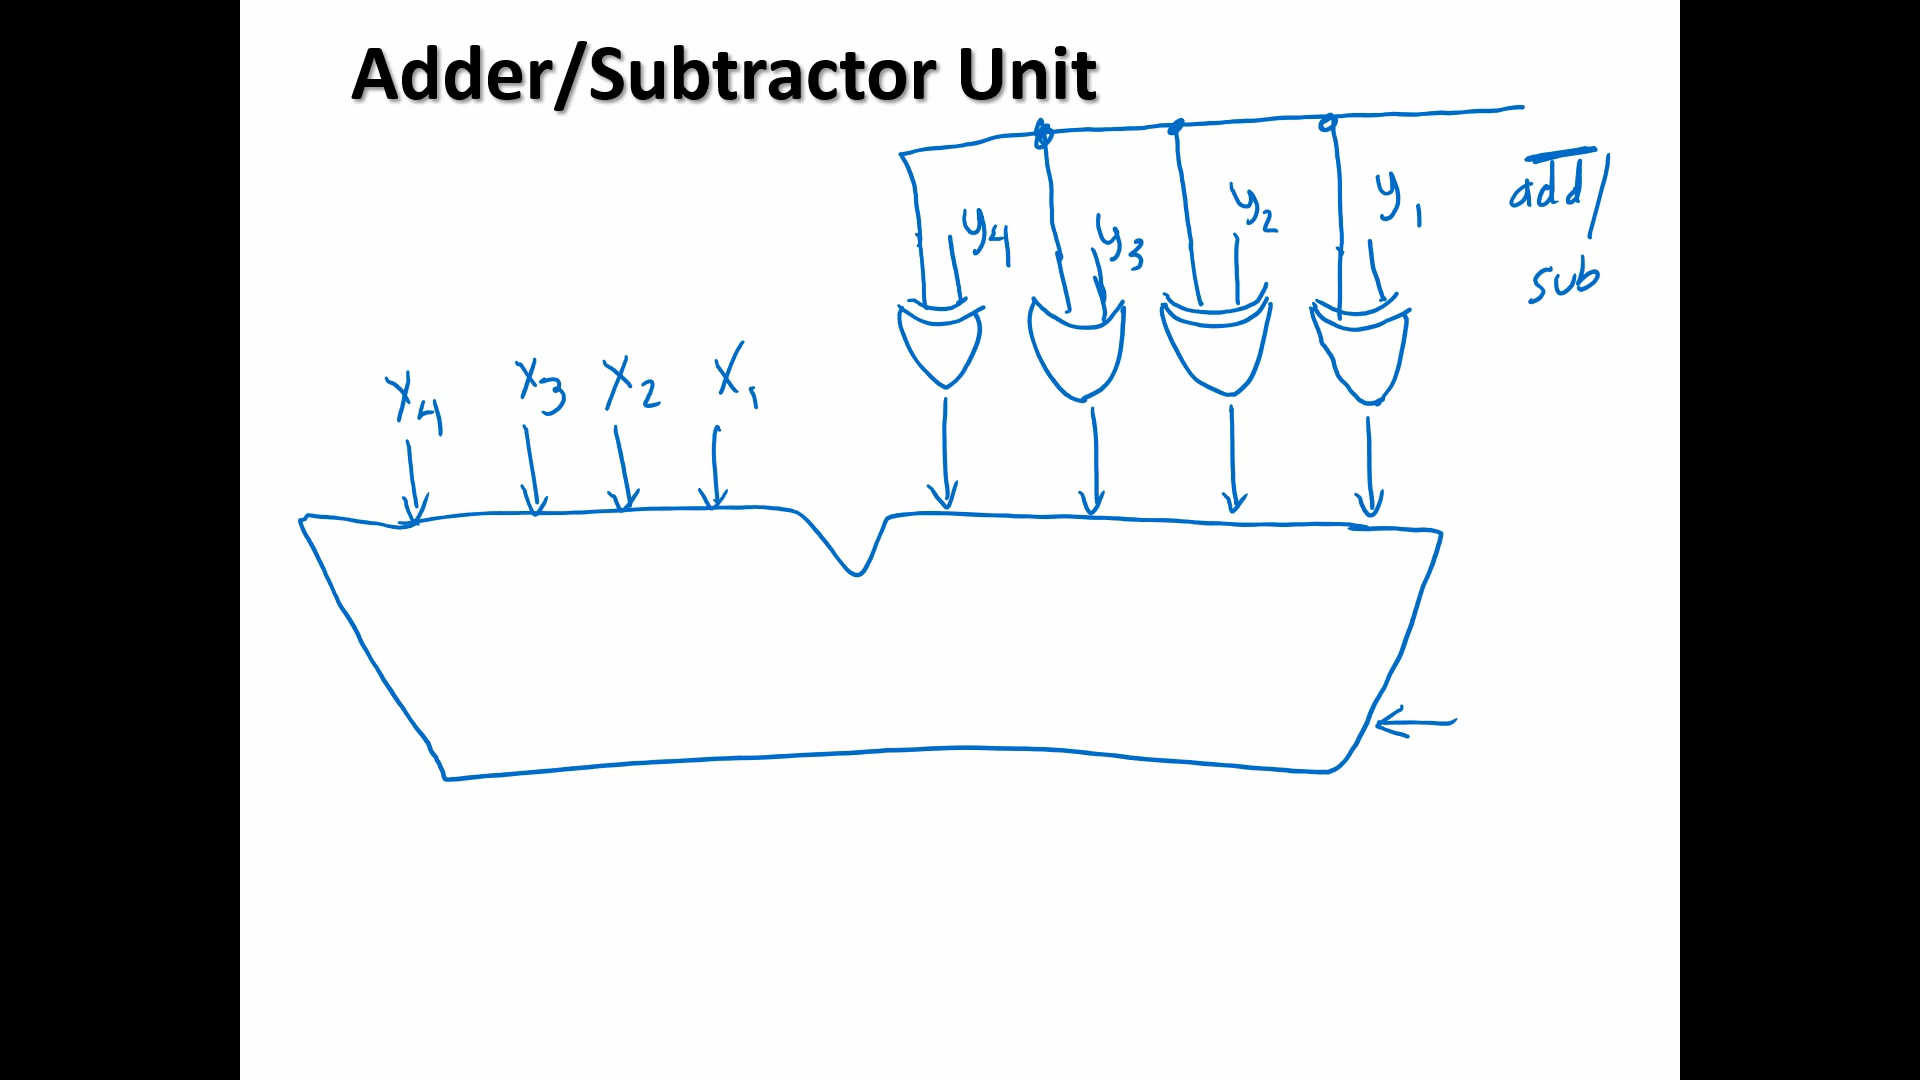 Adder/Subtractor Unit
y4 y3 y2 y1 add/
sub
x4 x3 x2 x1